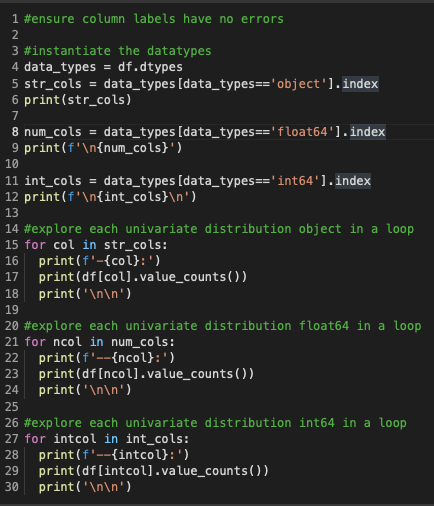 1 #ensure column labels have no errors
2
3 #instantiate the datatypes
4 data_types = df.dtypes
5 str_cols = data_types[data_types=='object'].index
6 print(str_cols)
7
8 num_cols = data_types[data_types=='float64'].index
9 print(f'\n{num_cols}')
10
11 int_cols = data_types[data_types=='int64'].index
12 print(f'\n{int_cols}\n')
13
14 #explore each univariate distribution object in a loop
15 for col in str_cols:
16   print(f'-{col}:')
17   print(df[col].value_counts())
18   print('\n\n')
19
20 #explore each univariate distribution float64 in a loop
21 for ncol in num_cols:
22   print(f'--{ncol}:')
23   print(df[ncol].value_counts())
24   print('\n\n')
25
26 #explore each univariate distribution int64 in a loop
27 for intcol in int_cols:
28   print(f'--{intcol}:')
29   print(df[intcol].value_counts())
30   print('\n\n')